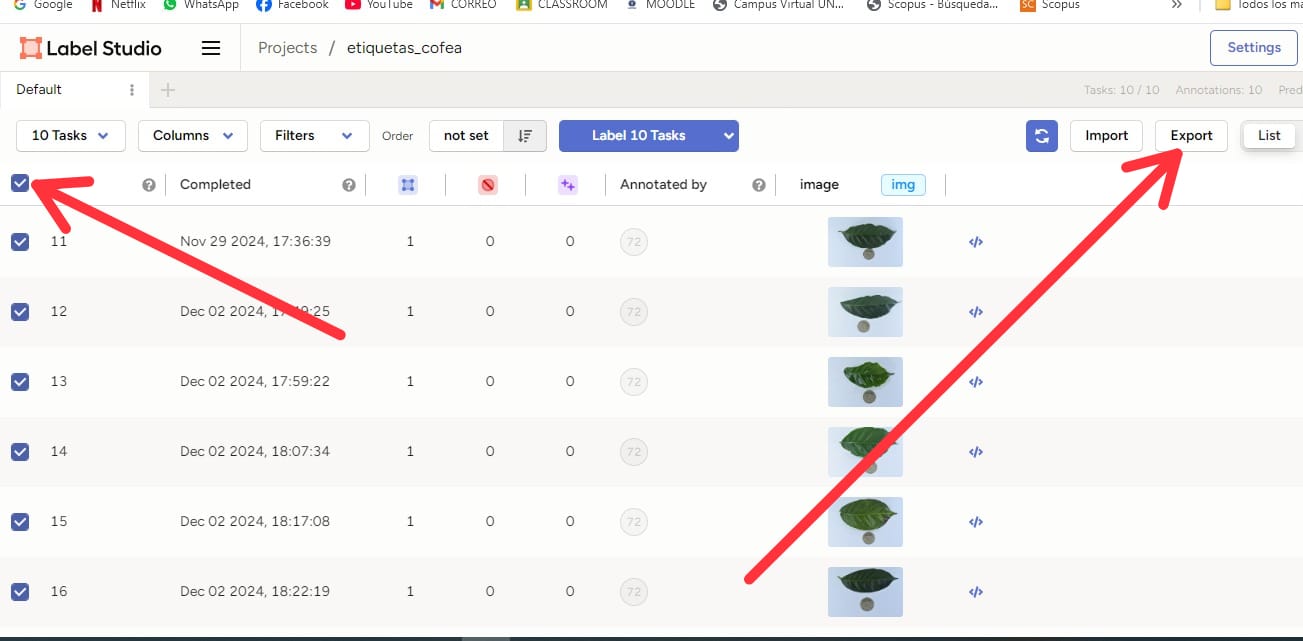 Google Netflix WhatsApp Facebook YouTube CORREO CLASSROOM MOODLE Campus Virtual UN... Scopus - Búsqueda... SC Scopus » Todos los ma
Label Studio Projects / etiquetas_cofea Settings
Default Tasks: 10 / 10 Annotations: 10 Pred
10 Tasks Columns Filters Order not set Label 10 Tasks Import Export List
Completed Annotated by image img
11 Nov 29 2024, 17:36:39 1 0 0 72 </>
12 Dec 02 2024, 17:49:25 1 0 0 72 </>
13 Dec 02 2024, 17:59:22 1 0 0 72 </>
14 Dec 02 2024, 18:07:34 1 0 0 72 </>
15 Dec 02 2024, 18:17:08 1 0 0 72 </>
16 Dec 02 2024, 18:22:19 1 0 0 72 </>